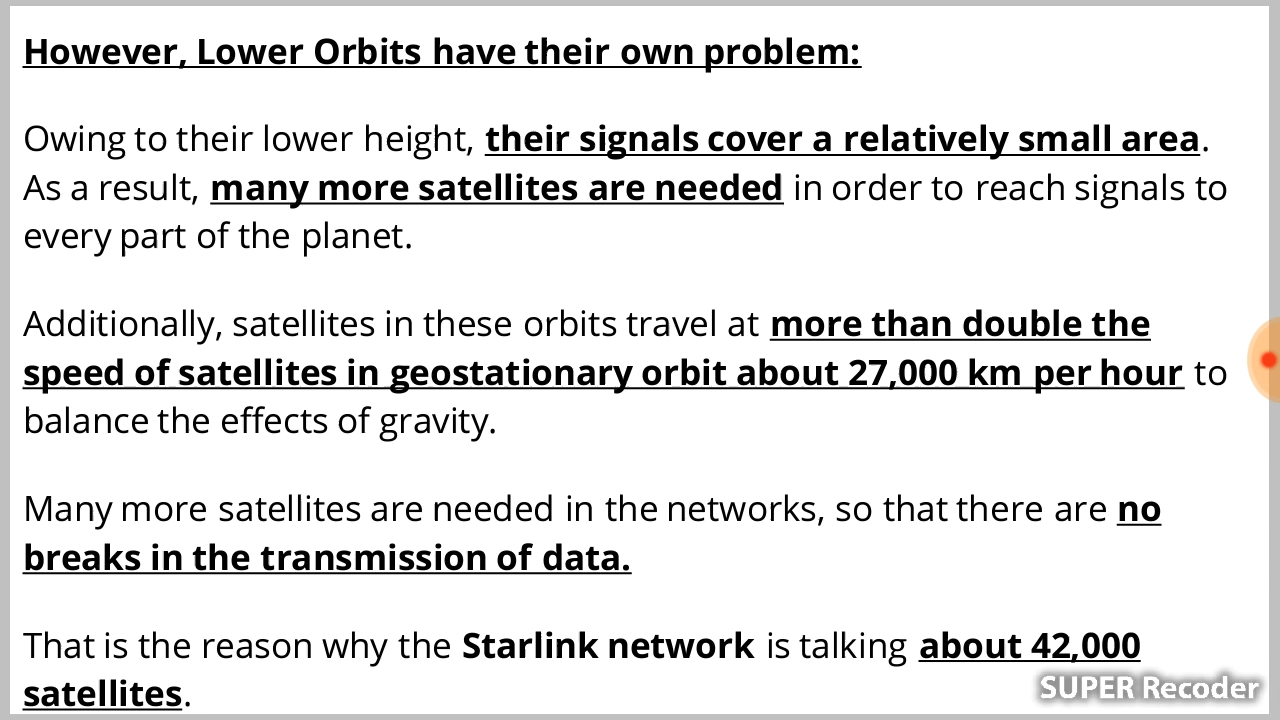 However, Lower Orbits have their own problem:
Owing to their lower height, their signals cover a relatively small area.
As a result, many more satellites are needed in order to reach signals to
every part of the planet.
Additionally, satellites in these orbits travel at more than double the
speed of satellites in geostationary orbit about 27,000 km per hour to
balance the effects of gravity.
Many more satellites are needed in the networks, so that there are no
breaks in the transmission of data.
That is the reason why the Starlink network is talking about 42,000
satellites.
SUPER Recoder